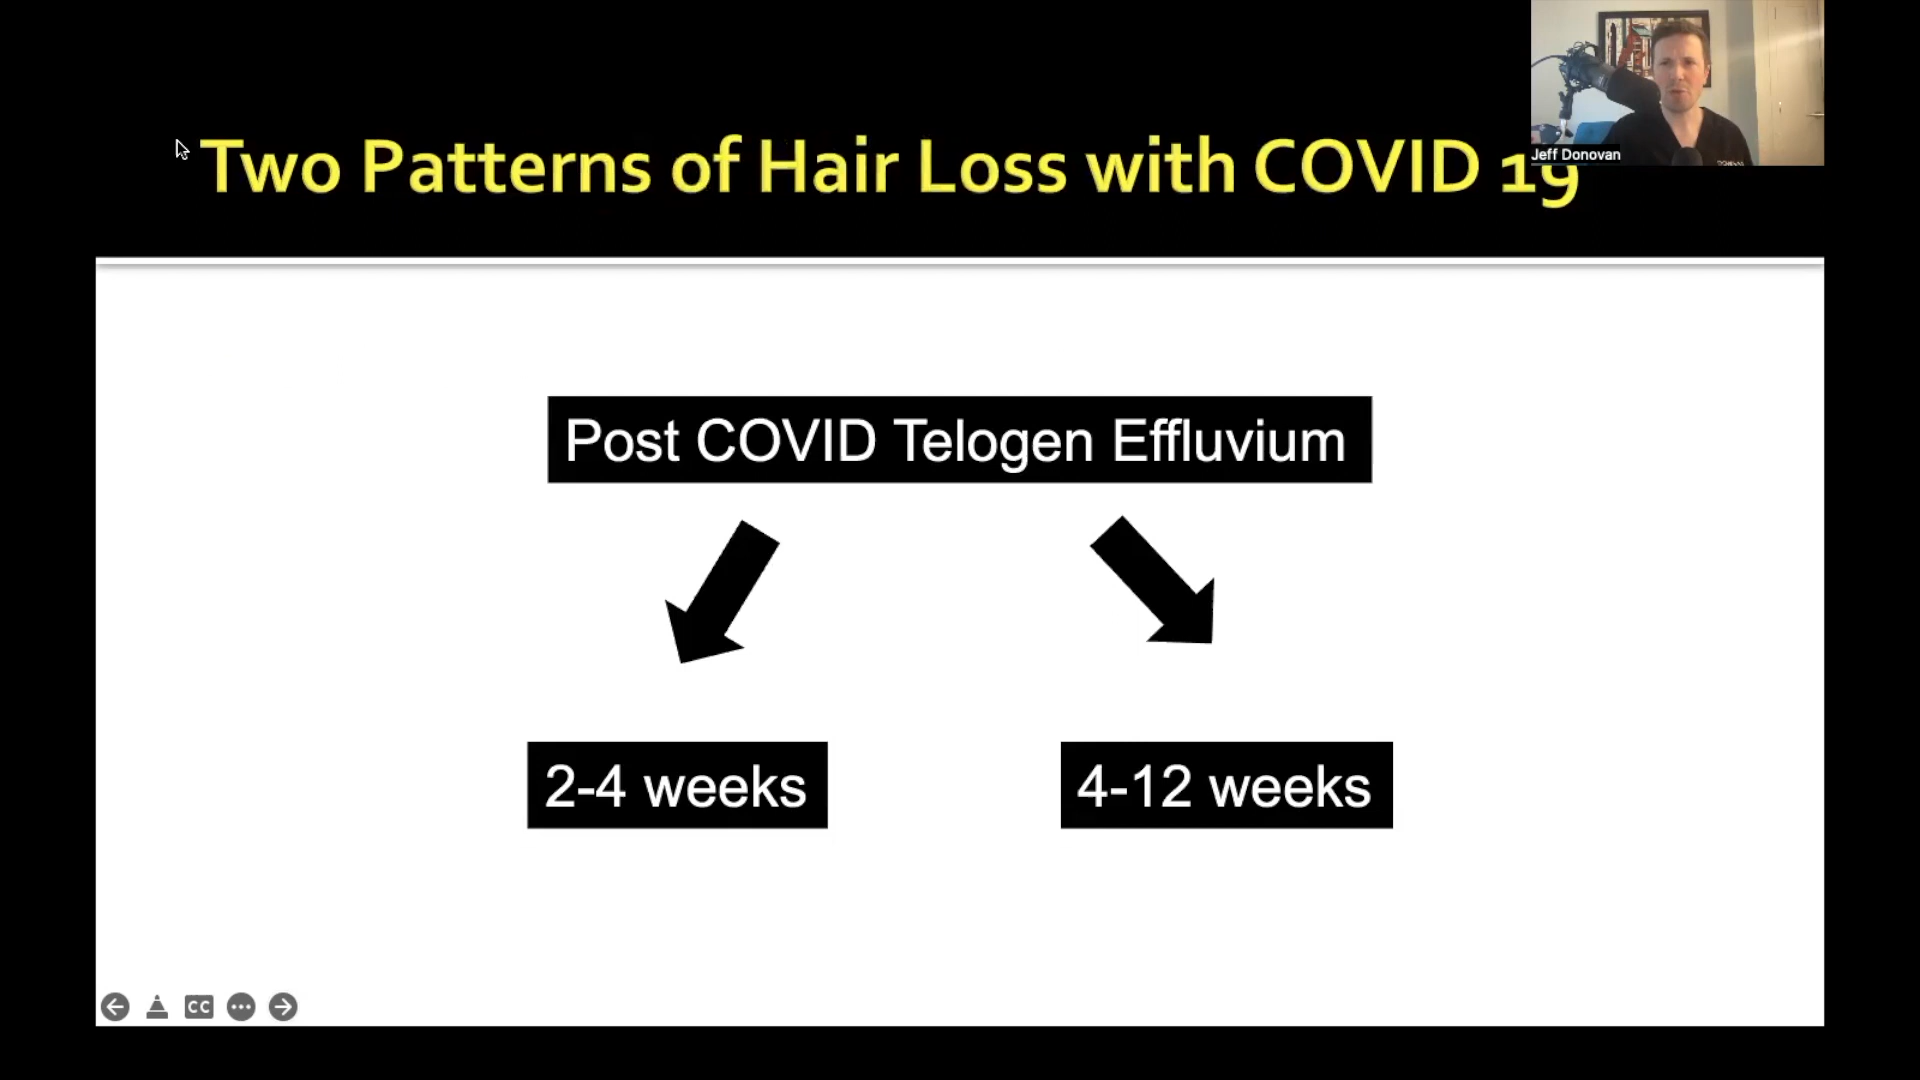 Two Patterns of Hair Loss with COVID 19
Jeff Donovan
Post COVID Telogen Effluvium
2-4 weeks
4-12 weeks
CC